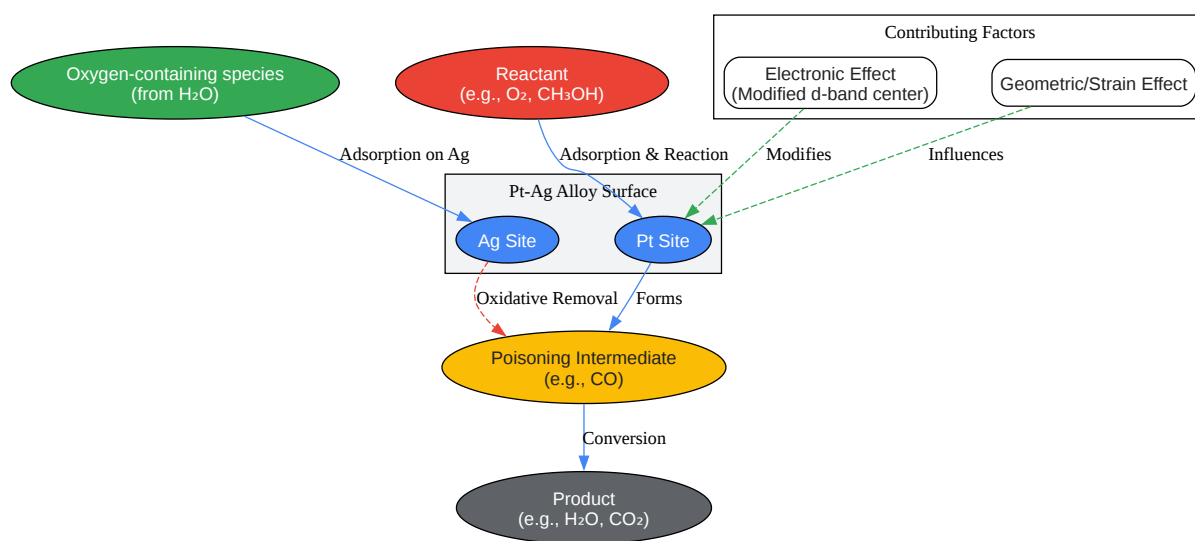 Contributing Factors
Oxygen-containing species
(from H₂O)
Reactant
(e.g., O₂, CH₃OH)
Electronic Effect
(Modified d-band center)
Geometric/Strain Effect
Adsorption on Ag
Adsorption & Reaction
Modifies
Influences
Pt-Ag Alloy Surface
Ag Site
Pt Site
Oxidative Removal
Forms
Poisoning Intermediate
(e.g., CO)
Conversion
Product
(e.g., H₂O, CO₂)